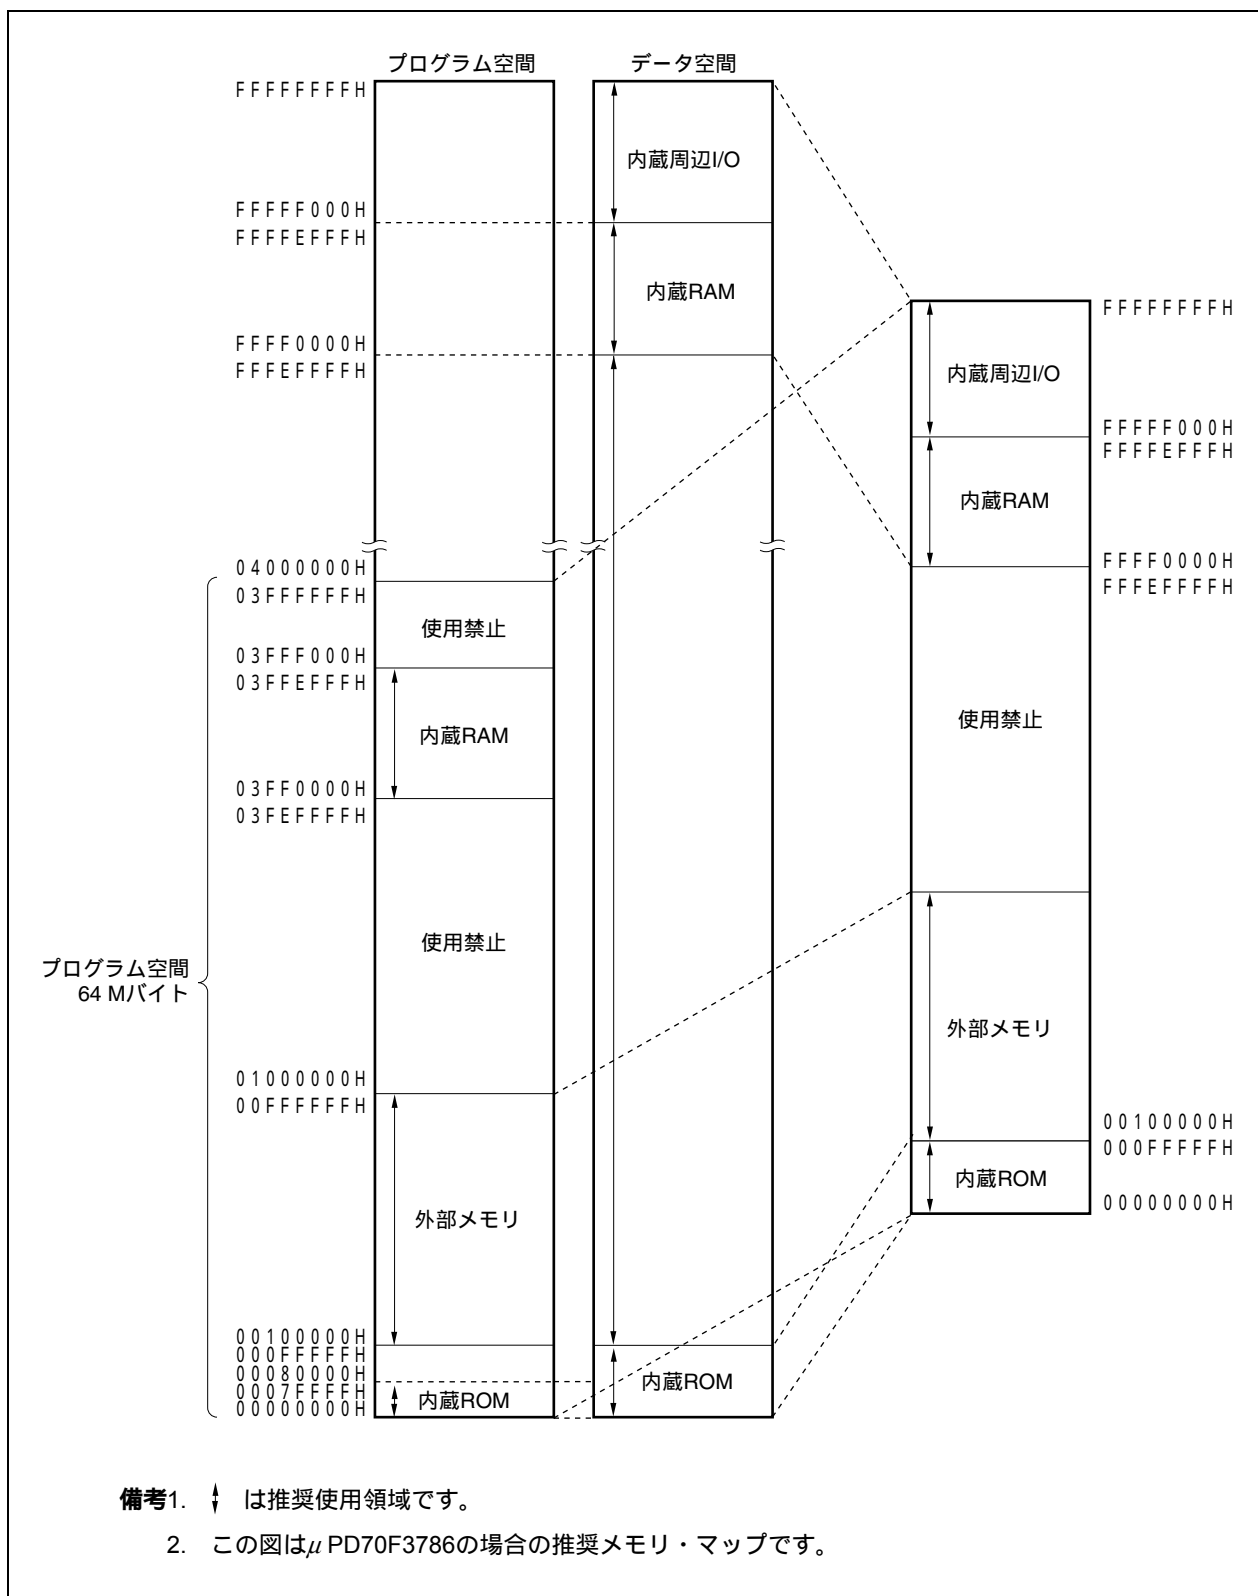 プログラム空間
データ空間
FFFFFFFFH
内蔵周辺I/O
FFFFF000H
FFFFEFFFH
内蔵RAM
FFFF0000H
FFFEFFFFH
04000000H
03FFFFFFH
使用禁止
03FFF000H
03FFEFFFH
内蔵RAM
03FF0000H
03FEFFFFH
使用禁止
プログラム空間
64 Mバイト
01000000H
00FFFFFFH
外部メモリ
00100000H
000FFFFFH
00080000H
0007FFFFH
00000000H
内蔵ROM
内蔵ROM
FFFFFFFFH
内蔵周辺I/O
FFFFF000H
FFFFEFFFH
内蔵RAM
FFFF0000H
FFFEFFFFH
使用禁止
外部メモリ
00100000H
000FFFFFH
内蔵ROM
00000000H
備考1. ↕ は推奨使用領域です。
2. この図はμPD70F3786の場合の推奨メモリ・マップです。